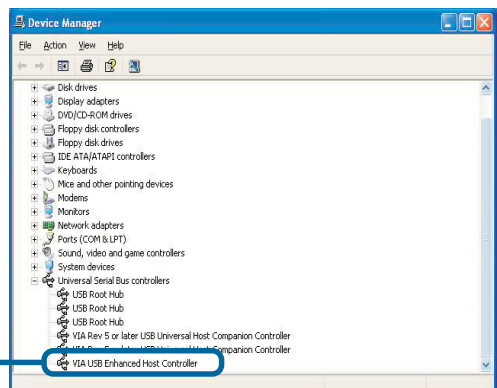 Device Manager
File Action View Help
Disk drives
Display adapters
DVD/CD-ROM drives
Floppy disk controllers
Floppy disk drives
IDE ATA/ATAPI controllers
Keyboards
Mice and other pointing devices
Modems
Monitors
Network adapters
Ports (COM & LPT)
Sound, video and game controllers
System devices
Universal Serial Bus controllers
USB Root Hub
USB Root Hub
USB Root Hub
VIA Rev 5 or later USB Universal Host Companion Controller
VIA Rev 5 or later USB Universal Host Companion Controller
VIA USB Enhanced Host Controller